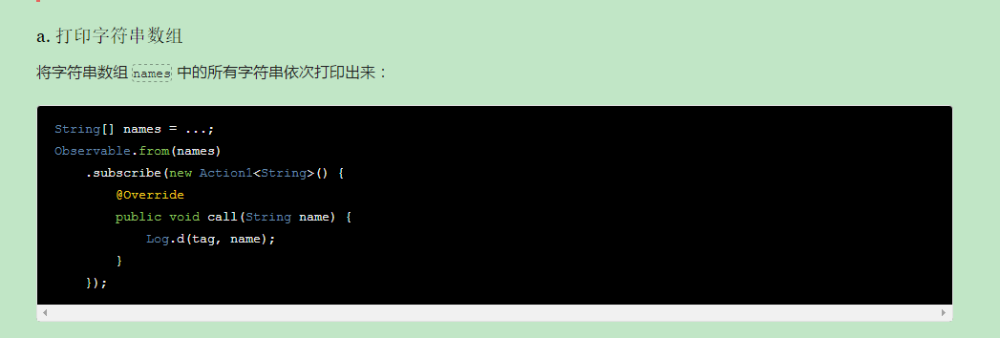 a. 打印字符串数组
将字符串数组 names 中的所有字符串依次打印出来：
String[] names = ...;
Observable.from(names)
    .subscribe(new Action1<String>() {
        @Override
        public void call(String name) {
            Log.d(tag, name);
        }
    });